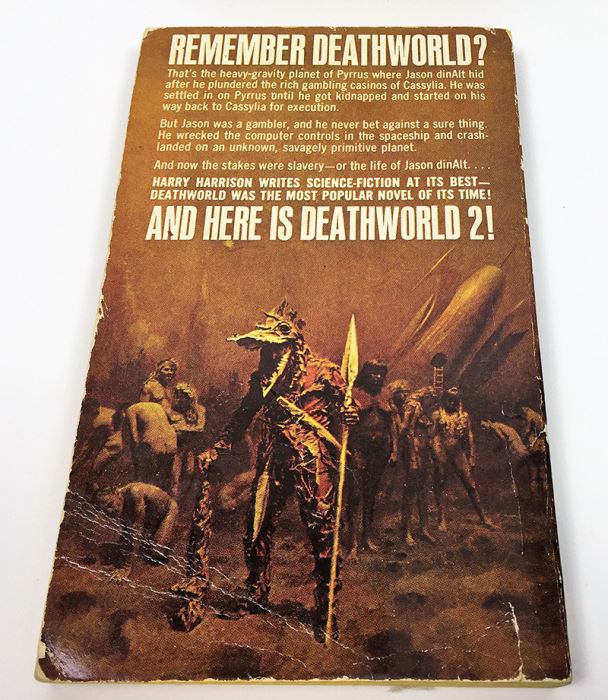 REMEMBER DEATHWORLD?
That's the heavy-gravity planet of Pyrrus where Jason dinAlt hid
after he plundered the rich gambling casinos of Cassylia. He was
settled in on Pyrrus until he got kidnapped and started on his
way back to Cassylia for execution.
But Jason was a gambler, and he never bet against a sure thing.
He wrecked the computer controls in the spaceship and crash-
landed on an unknown, savagely primitive planet.
And now the stakes were slavery—or the life of Jason dinAlt. . . .
HARRY HARRISON WRITES SCIENCE-FICTION AT ITS BEST—
DEATHWORLD WAS THE MOST POPULAR NOVEL OF ITS TIME!
AND HERE IS DEATHWORLD 2!